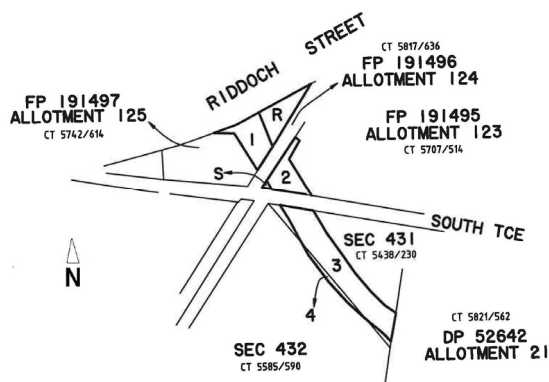 RIDDOCH STREET
CT 5817/636
FP 191496
ALLOTMENT 124
FP 191497
ALLOTMENT 125
CT 5742/614
FP 191495
ALLOTMENT 123
CT 5707/514
R
1
S
2
SOUTH TCE
SEC 431
CT 5438/230
3
N
4
CT 5821/562
DP 52642
ALLOTMENT 21
SEC 432
CT 5585/590